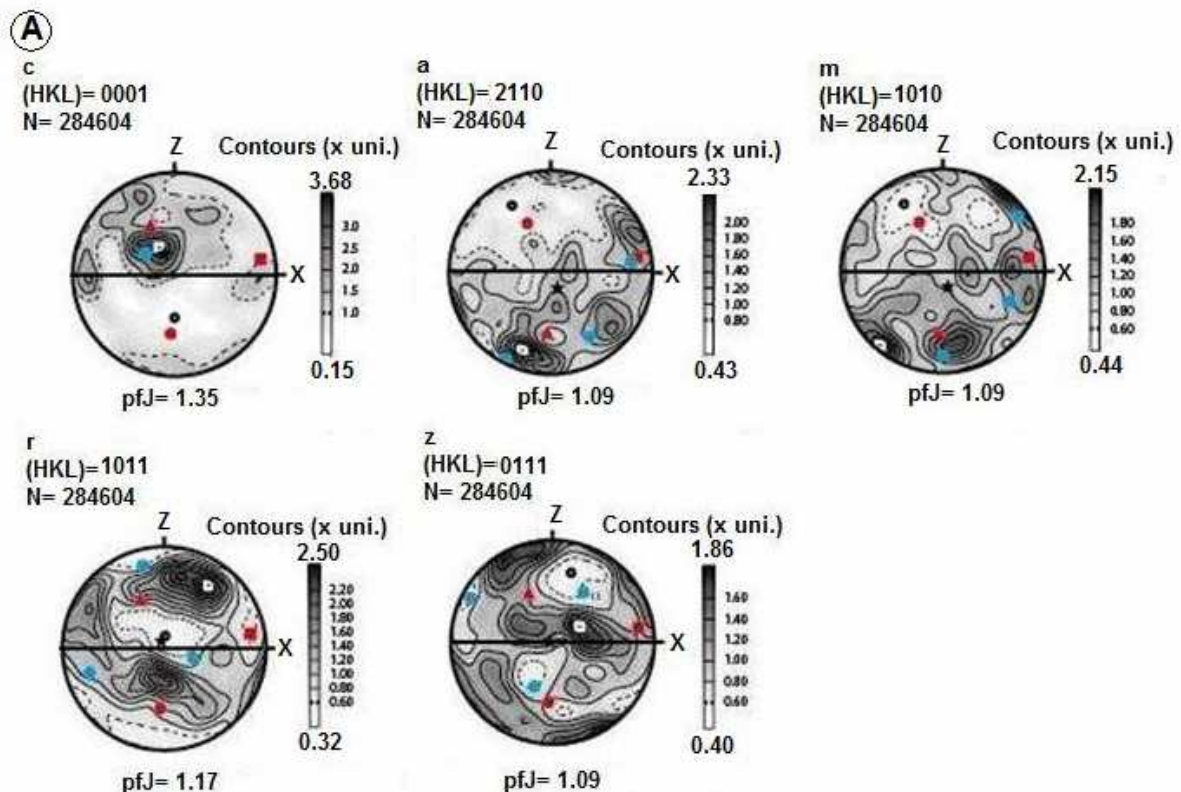 A
c
(HKL)= 0001
N= 284604
Z
Contours (x uni.)
3.68
3.0
2.5
2.0
1.5
1.0
0.15
X
pfJ= 1.35
a
(HKL)= 2110
N= 284604
Z
Contours (x uni.)
2.33
2.00
1.80
1.60
1.40
1.20
1.00
0.80
0.43
X
pfJ= 1.09
m
(HKL)=1010
N= 284604
Z
Contours (x uni.)
2.15
1.80
1.60
1.40
1.20
1.00
0.80
0.60
0.44
X
pfJ= 1.09
r
(HKL)=1011
N= 284604
Z
Contours (x uni.)
2.50
2.20
2.00
1.80
1.60
1.40
1.20
1.00
0.80
0.60
0.32
X
pfJ= 1.17
z
(HKL)=0111
N= 284604
Z
Contours (x uni.)
1.86
1.60
1.40
1.20
1.00
0.80
0.60
0.40
X
pfJ= 1.09